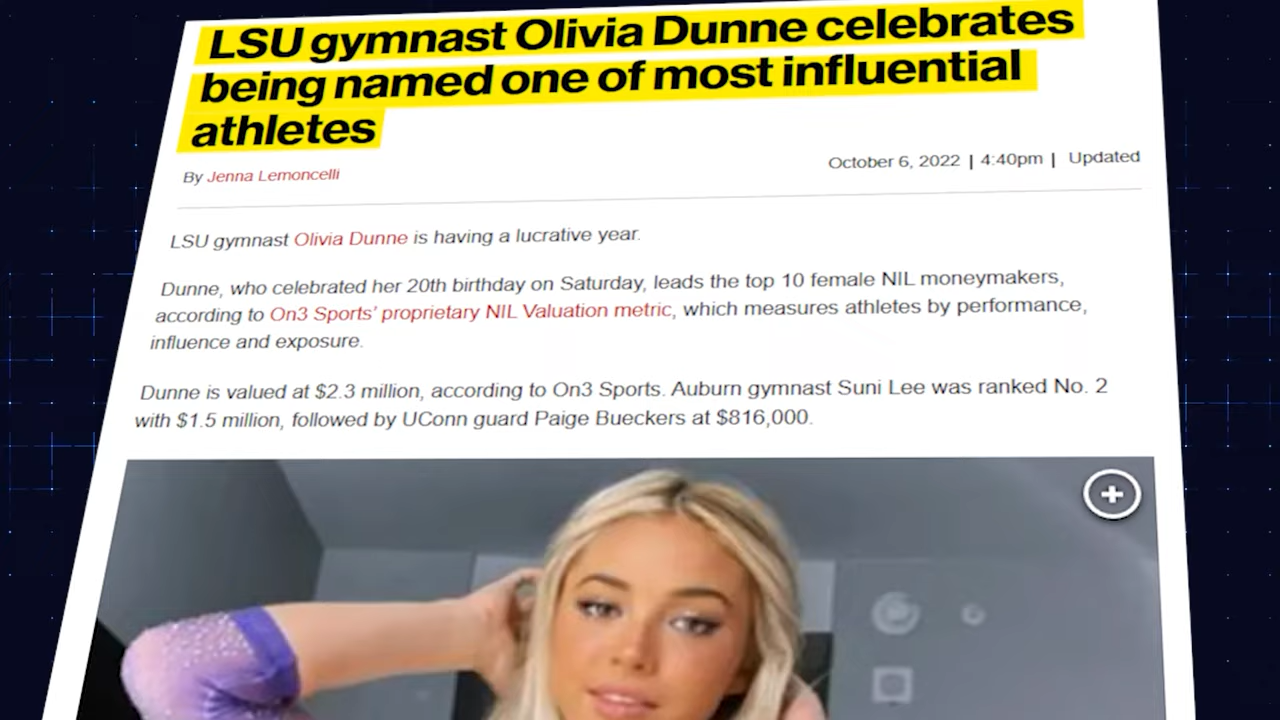 LSU gymnast Olivia Dunne celebrates
being named one of most influential
athletes
By Jenna Lemoncelli
October 6, 2022 | 4:40pm | Updated
LSU gymnast Olivia Dunne is having a lucrative year.
Dunne, who celebrated her 20th birthday on Saturday, leads the top 10 female NIL moneymakers,
according to On3 Sports' proprietary NIL Valuation metric, which measures athletes by performance,
influence and exposure.
Dunne is valued at $2.3 million, according to On3 Sports. Auburn gymnast Suni Lee was ranked No. 2
with $1.5 million, followed by UConn guard Paige Bueckers at $816,000.